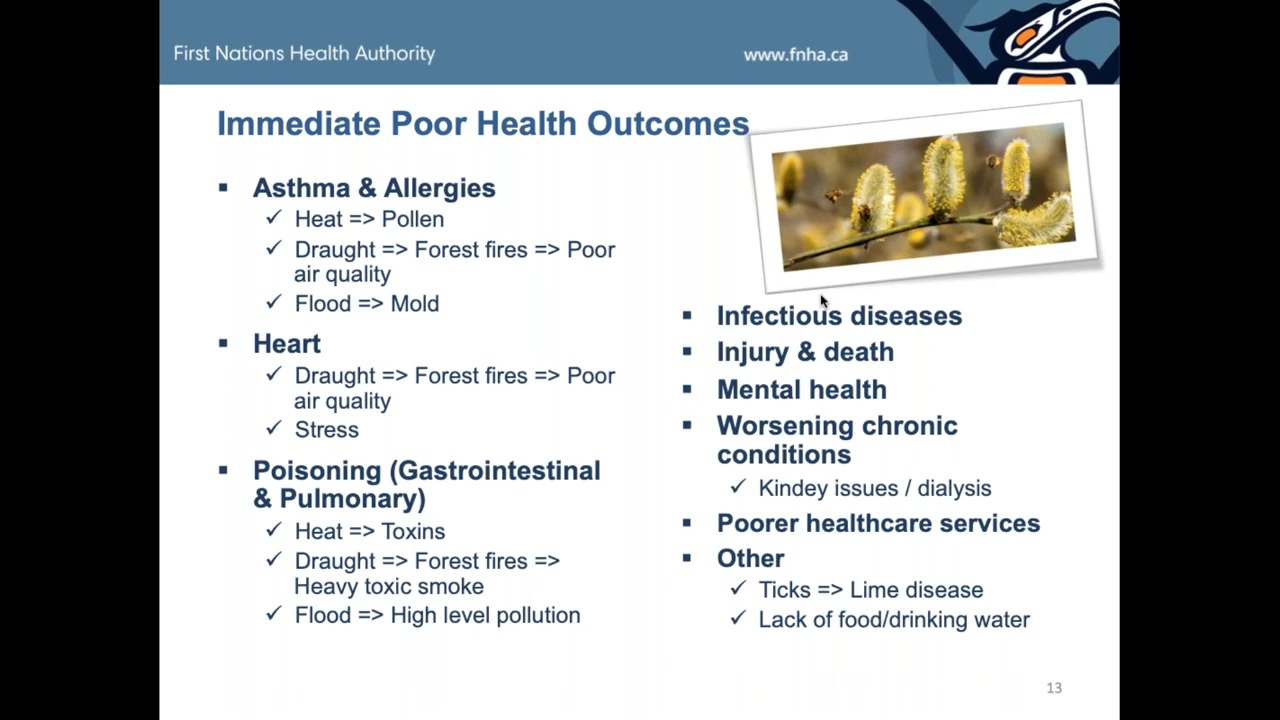 First Nations Health Authority
www.fnha.ca
Immediate Poor Health Outcomes
▪ Asthma & Allergies
✓ Heat => Pollen
✓ Draught => Forest fires => Poor
air quality
✓ Flood => Mold
▪ Heart
✓ Draught => Forest fires => Poor
air quality
✓ Stress
▪ Poisoning (Gastrointestinal
& Pulmonary)
✓ Heat => Toxins
✓ Draught => Forest fires =>
Heavy toxic smoke
✓ Flood => High level pollution
▪ Infectious diseases
▪ Injury & death
▪ Mental health
▪ Worsening chronic
conditions
✓ Kindey issues / dialysis
▪ Poorer healthcare services
▪ Other
✓ Ticks => Lime disease
✓ Lack of food/drinking water
13